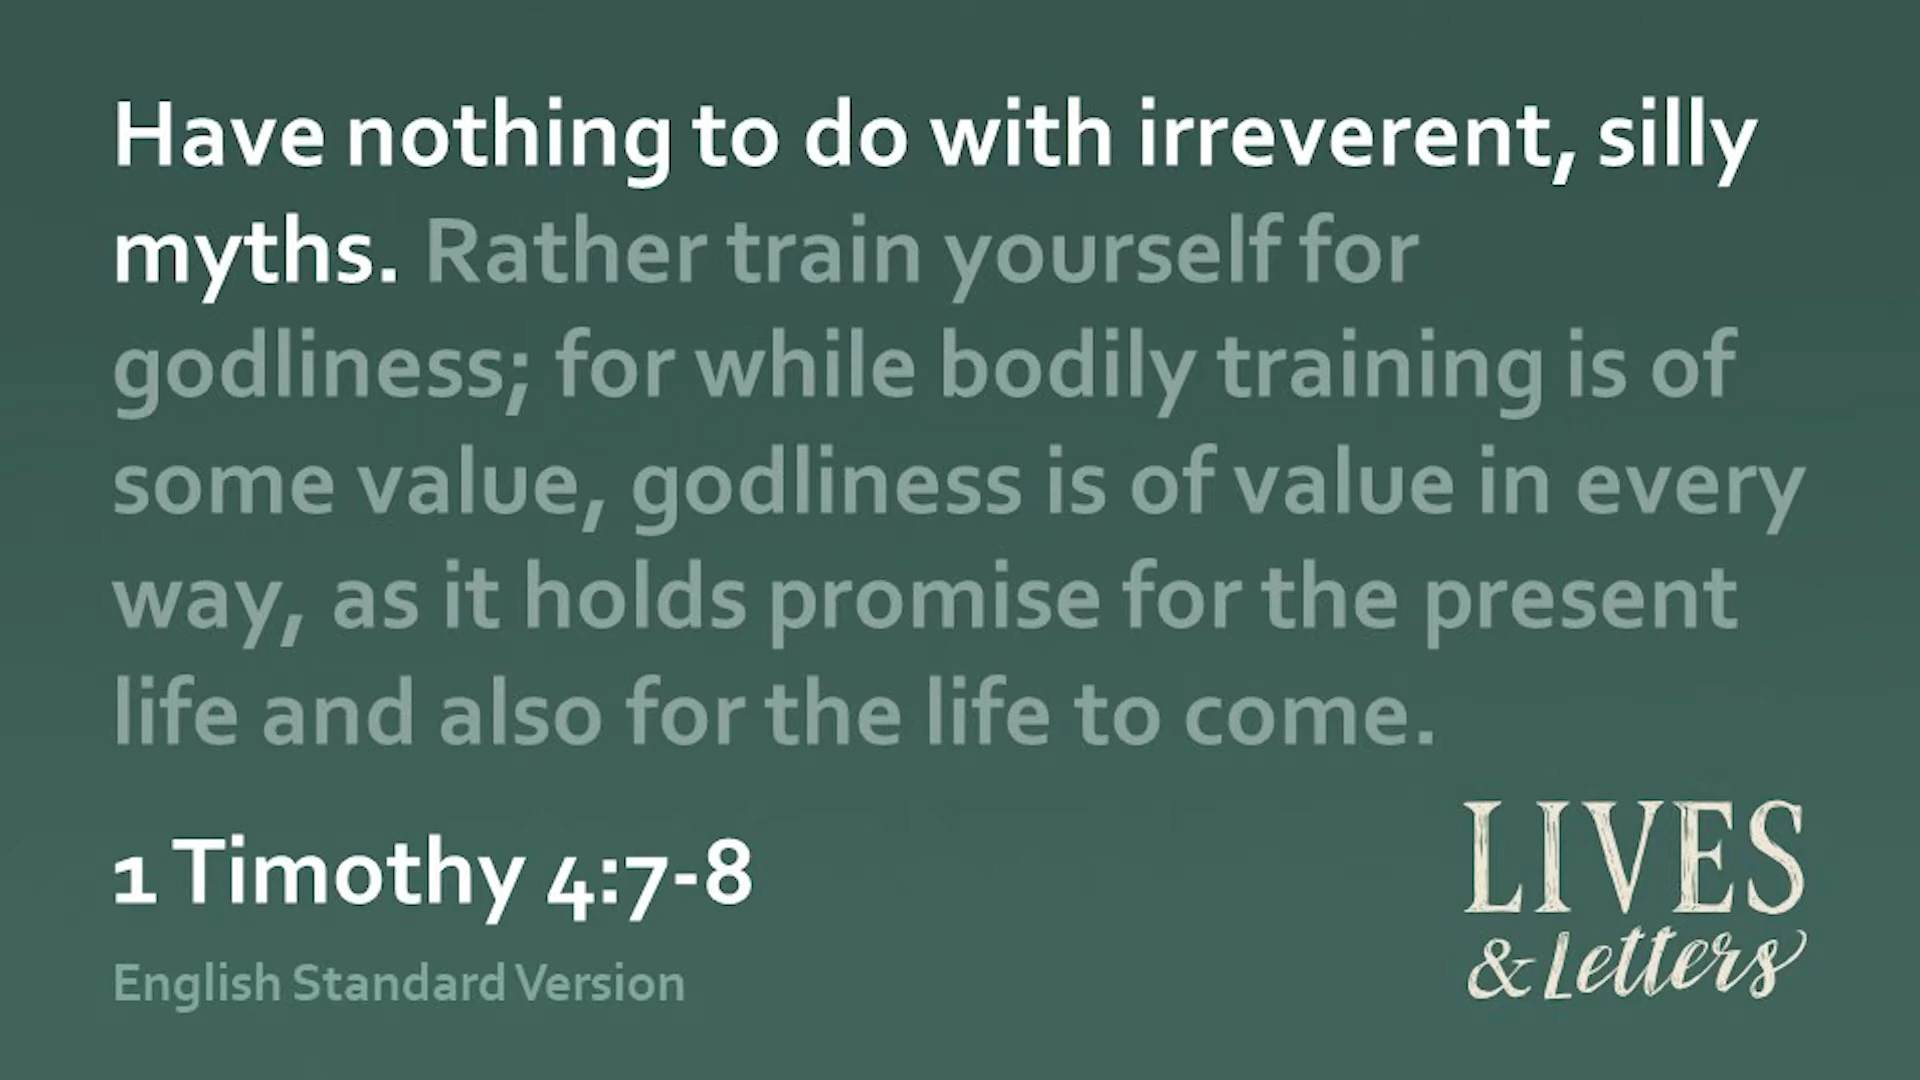 Have nothing to do with irreverent, silly
myths. Rather train yourself for
godliness; for while bodily training is of
some value, godliness is of value in every
way, as it holds promise for the present
life and also for the life to come.
1 Timothy 4:7-8
English Standard Version
LIVES
& Letters